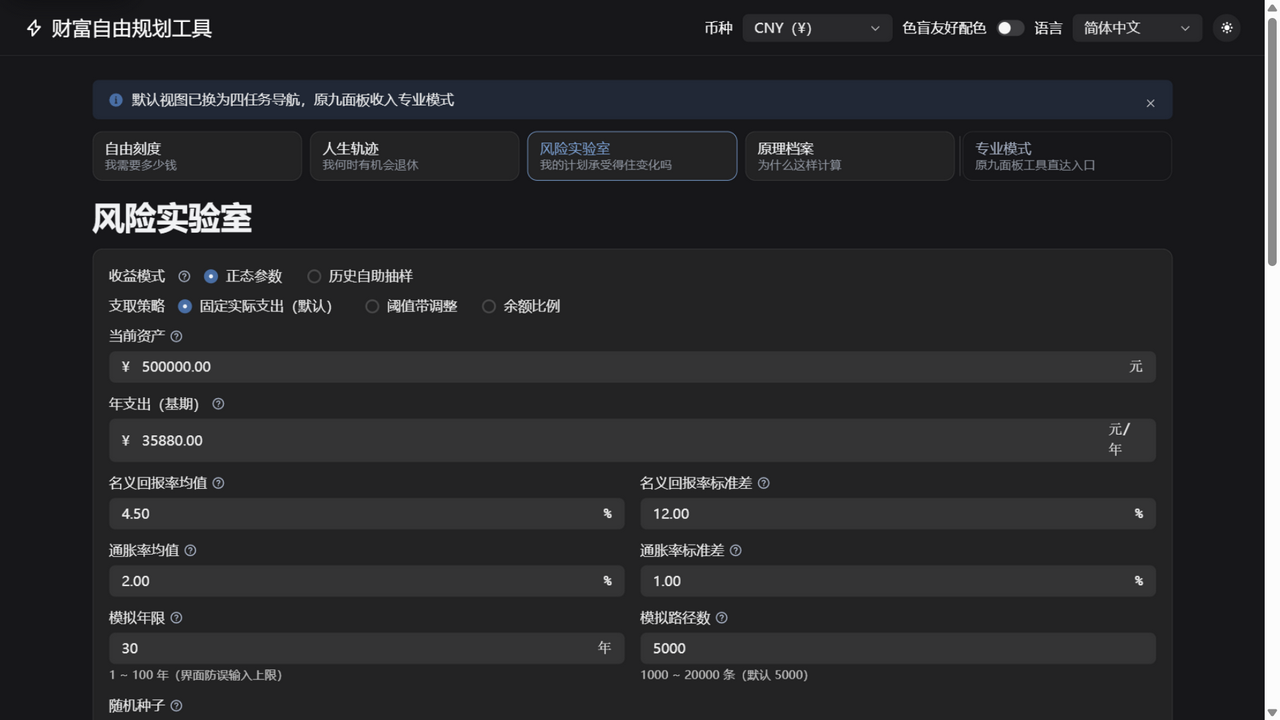 财富自由规划工具
币种 CNY (¥) 色盲友好配色 语言 简体中文
默认视图已换为四任务导航，原九面板收入专业模式
自由刻度
我需要多少钱
人生轨迹
我何时有机会退休
风险实验室
我的计划承受得住变化吗
原理档案
为什么这样计算
专业模式
原九面板工具直达入口
风险实验室
收益模式 正态参数 历史自助抽样
支取策略 固定实际支出（默认） 阈值带调整 余额比例
当前资产
¥ 500000.00 元
年支出（基期）
¥ 35880.00 元/
年
名义回报率均值 名义回报率标准差
4.50 % 12.00 %
通胀率均值 通胀率标准差
2.00 % 1.00 %
模拟年限 模拟路径数
30 年 5000
1 ~ 100 年（界面防误输入上限） 1000 ~ 20000 条（默认 5000）
随机种子